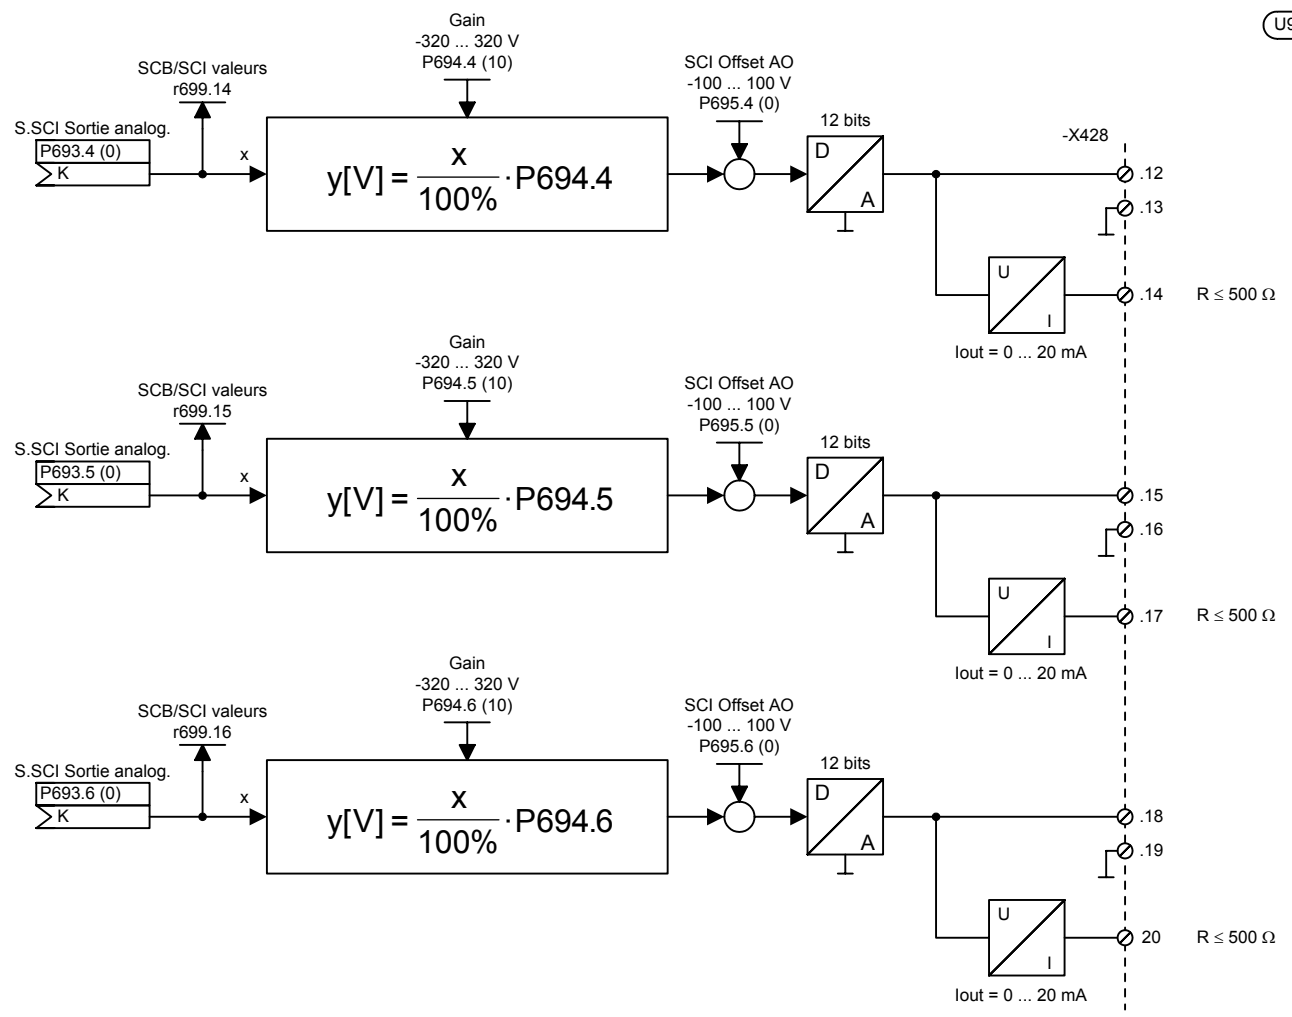 U9
Gain
-320 ... 320 V
P694.4 (10)
SCB/SCI valeurs
r699.14
SCI Offset AO
-100 ... 100 V
P695.4 (0)
S.SCI Sortie analog.
P693.4 (0)
K
x
y[V] = x / 100% · P694.4
12 bits
D
A
-X428
.12
.13
U
I
.14
R ≤ 500 Ω
Iout = 0 ... 20 mA
Gain
-320 ... 320 V
P694.5 (10)
SCB/SCI valeurs
r699.15
SCI Offset AO
-100 ... 100 V
P695.5 (0)
S.SCI Sortie analog.
P693.5 (0)
K
x
y[V] = x / 100% · P694.5
12 bits
D
A
.15
.16
U
I
.17
R ≤ 500 Ω
Iout = 0 ... 20 mA
Gain
-320 ... 320 V
P694.6 (10)
SCB/SCI valeurs
r699.16
SCI Offset AO
-100 ... 100 V
P695.6 (0)
S.SCI Sortie analog.
P693.6 (0)
K
x
y[V] = x / 100% · P694.6
12 bits
D
A
.18
.19
U
I
20
R ≤ 500 Ω
Iout = 0 ... 20 mA